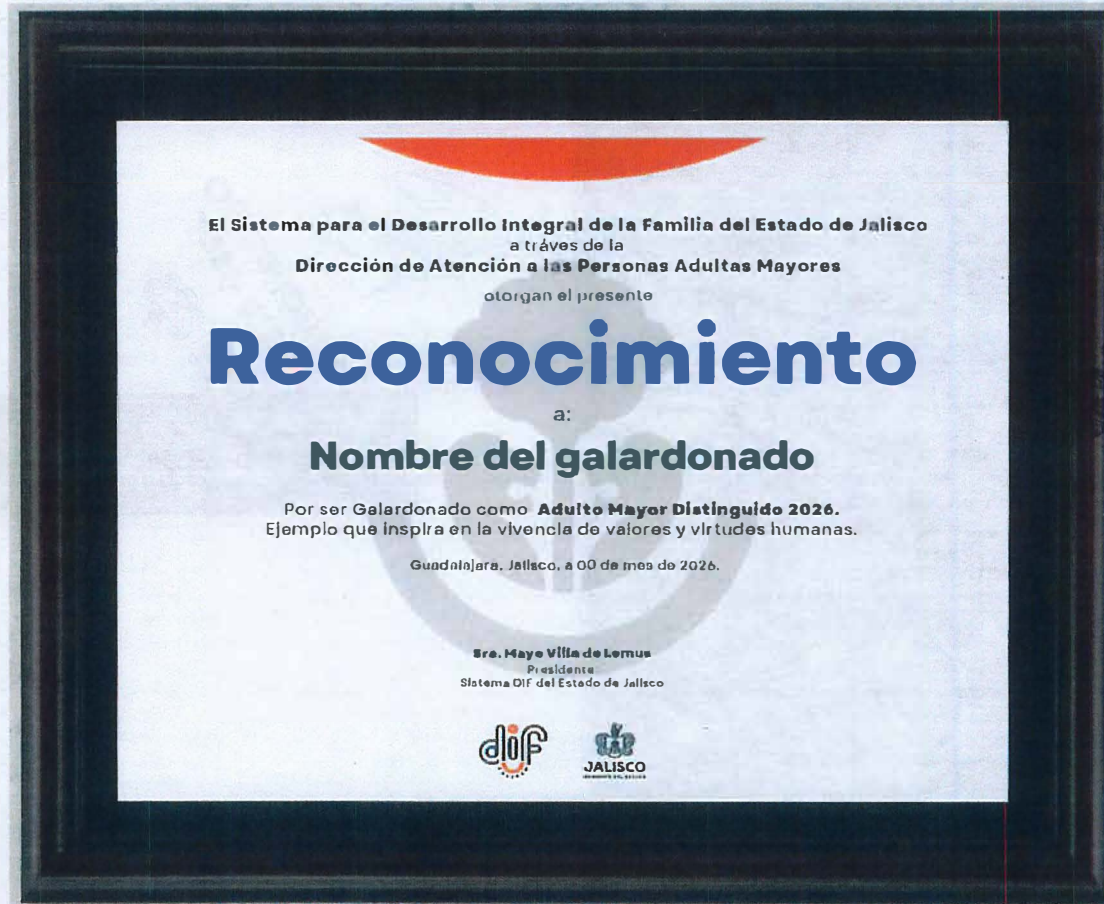 El Sistema para el Desarrollo Integral de la Familia del Estado de Jalisco
a tráves de la
Dirección de Atención a las Personas Adultas Mayores
otorgan el presente
Reconocimiento
a:
Nombre del galardonado
Por ser Galardonado como Adulto Mayor Distinguido 2026.
Ejemplo que inspira en la vivencia de valores y virtudes humanas.
Guadalajara, Jalisco, a 00 de mes de 2026.
Sra. Maye Villa de Lemus
Presidenta
Sistema DIF del Estado de Jalisco
dif
JALISCO